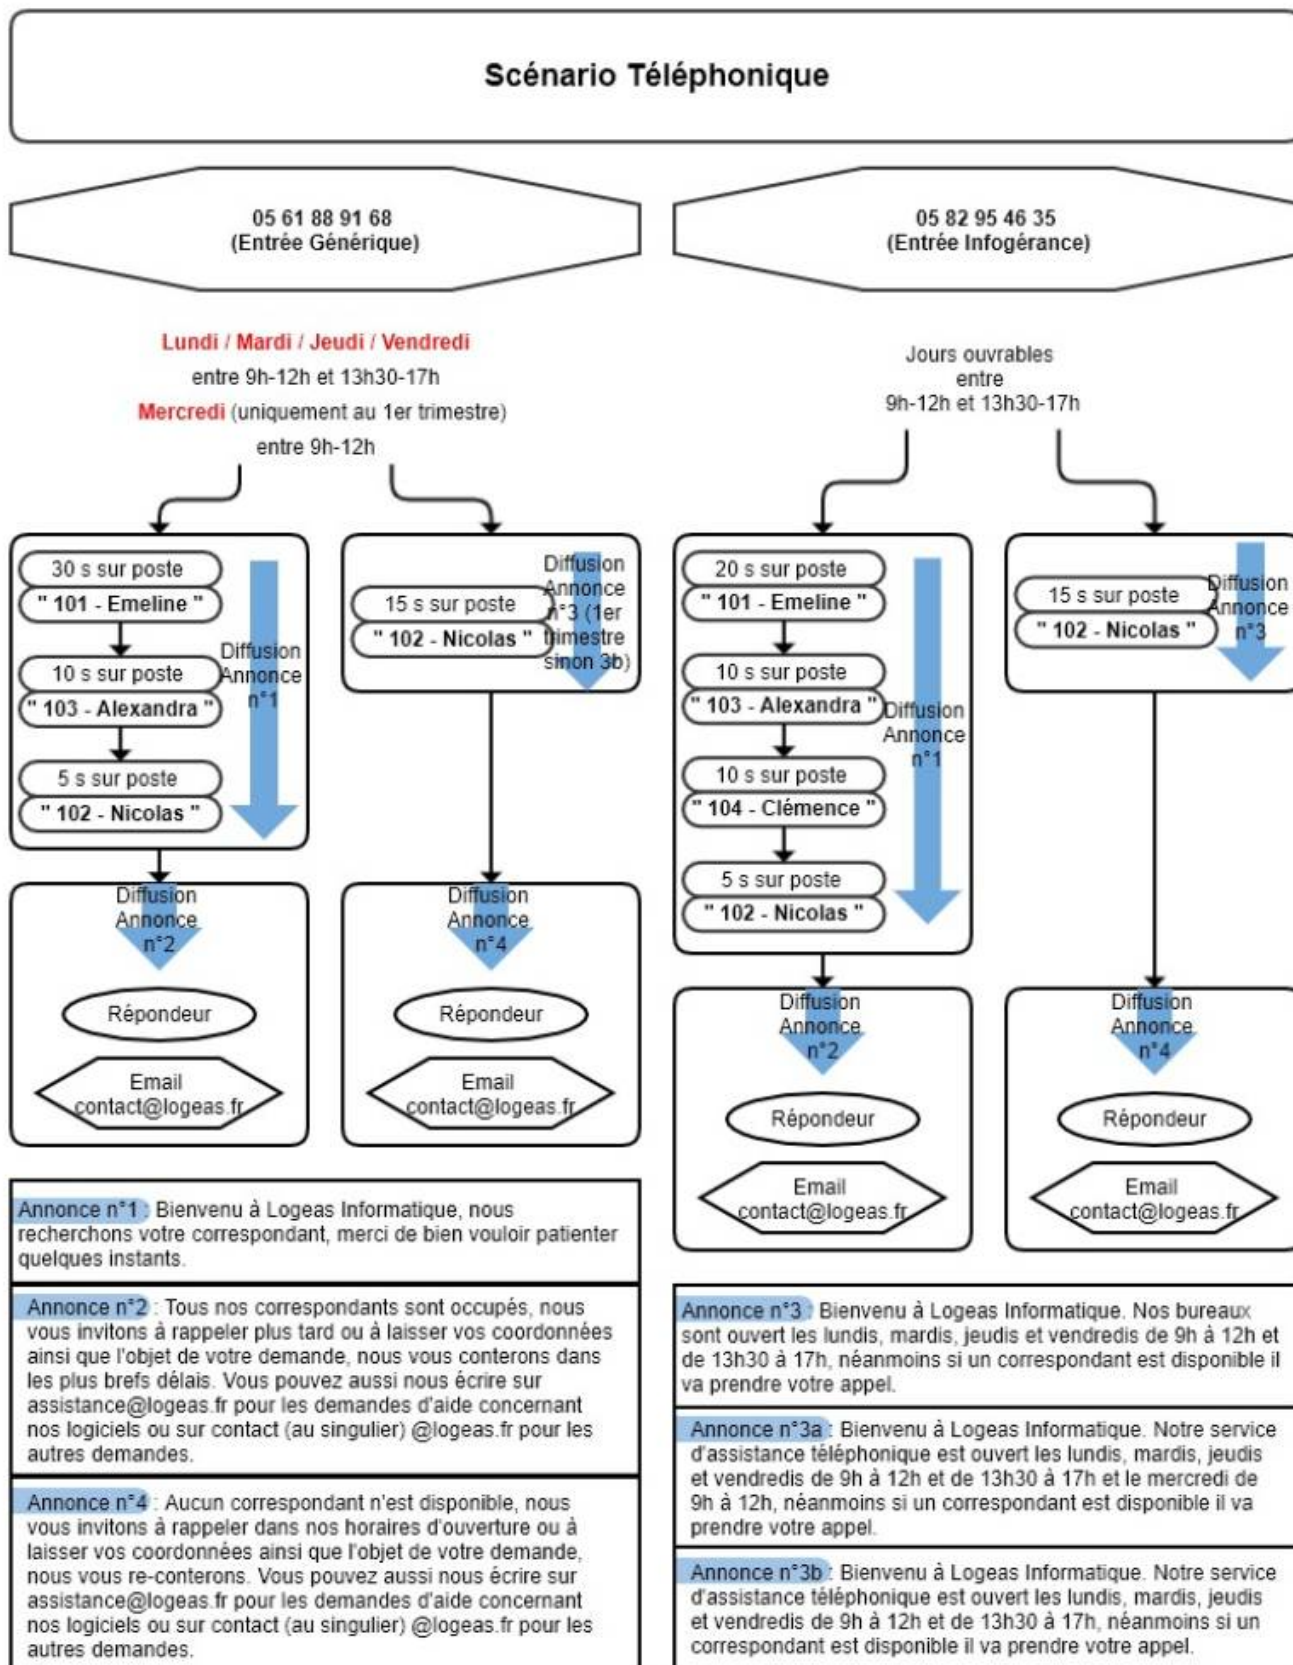 Scénario Téléphonique
05 61 88 91 68
(Entrée Générique)
05 82 95 46 35
(Entrée Infogérance)
Lundi / Mardi / Jeudi / Vendredi
entre 9h-12h et 13h30-17h
Mercredi (uniquement au 1er trimestre)
entre 9h-12h
Jours ouvrables
entre
9h-12h et 13h30-17h
30 s sur poste
" 101 - Emeline "
10 s sur poste
" 103 - Alexandra "
5 s sur poste
" 102 - Nicolas "
Diffusion
Annonce
n°1
15 s sur poste
" 102 - Nicolas "
Diffusion
Annonce
n°3 (1er
trimestre
sinon 3b)
20 s sur poste
" 101 - Emeline "
10 s sur poste
" 103 - Alexandra "
10 s sur poste
" 104 - Clémence "
5 s sur poste
" 102 - Nicolas "
Diffusion
Annonce
n°1
15 s sur poste
" 102 - Nicolas "
Diffusion
Annonce
n°3
Diffusion
Annonce
n°2
Répondeur
Email
contact@logeas.fr
Diffusion
Annonce
n°4
Répondeur
Email
contact@logeas.fr
Diffusion
Annonce
n°2
Répondeur
Email
contact@logeas.fr
Diffusion
Annonce
n°4
Répondeur
Email
contact@logeas.fr
Annonce n°1 : Bienvenu à Logeas Informatique, nous
recherchons votre correspondant, merci de bien vouloir patienter
quelques instants.
Annonce n°2 : Tous nos correspondants sont occupés, nous
vous invitons à rappeler plus tard ou à laisser vos coordonnées
ainsi que l'objet de votre demande, nous vous conterons dans
les plus brefs délais. Vous pouvez aussi nous écrire sur
assistance@logeas.fr pour les demandes d'aide concernant
nos logiciels ou sur contact (au singulier) @logeas.fr pour les
autres demandes.
Annonce n°4 : Aucun correspondant n'est disponible, nous
vous invitons à rappeler dans nos horaires d'ouverture ou à
laisser vos coordonnées ainsi que l'objet de votre demande,
nous vous re-conterons. Vous pouvez aussi nous écrire sur
assistance@logeas.fr pour les demandes d'aide concernant
nos logiciels ou sur contact (au singulier) @logeas.fr pour les
autres demandes.
Annonce n°3 : Bienvenu à Logeas Informatique. Nos bureaux
sont ouvert les lundis, mardis, jeudis et vendredis de 9h à 12h et
de 13h30 à 17h, néanmoins si un correspondant est disponible il
va prendre votre appel.
Annonce n°3a : Bienvenu à Logeas Informatique. Notre service
d'assistance téléphonique est ouvert les lundis, mardis, jeudis
et vendredis de 9h à 12h et de 13h30 à 17h et le mercredi de
9h à 12h, néanmoins si un correspondant est disponible il va
prendre votre appel.
Annonce n°3b : Bienvenu à Logeas Informatique. Notre service
d'assistance téléphonique est ouvert les lundis, mardis, jeudis
et vendredis de 9h à 12h et de 13h30 à 17h, néanmoins si un
correspondant est disponible il va prendre votre appel.